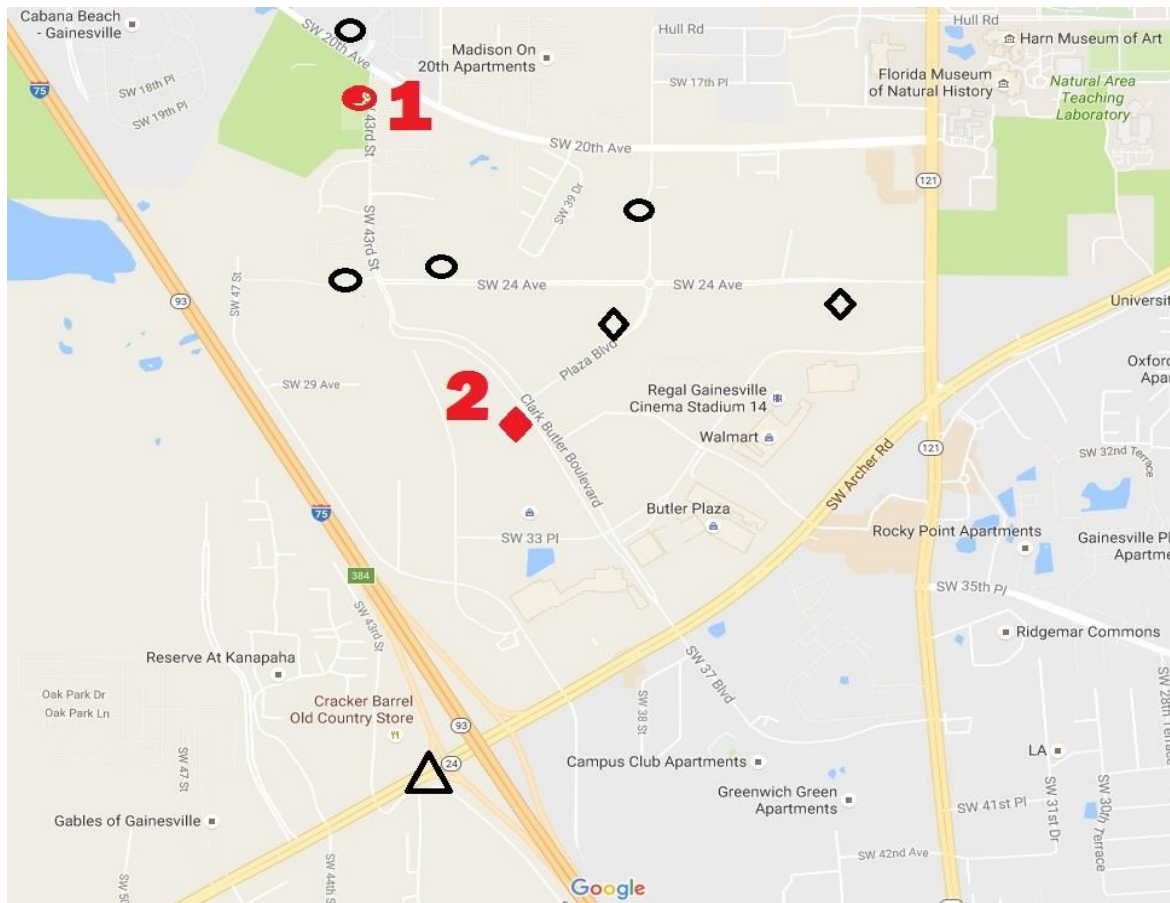 Cabana Beach
- Gainesville
SW 20th Ave
Hull Rd
Hull Rd
Harn Museum of Art
Madison On
20th Apartments
SW 18th Pl
SW 19th Pl
75
1
SW 17th Pl
Florida Museum
of Natural History
Natural Area
Teaching
Laboratory
43rd St
SW 20th Ave
121
SW 39 Dr
SW 43rd St
SW 47 St
93
SW 24 Ave
SW 24 Ave
Universit
Plaza Blvd
Oxfor
Apar
SW 29 Ave
2
Clark Butler Boulevard
Regal Gainesville
Cinema Stadium 14
Walmart
SW Archer Rd
121
SW 32nd Terrace
75
Butler Plaza
SW 33 Pl
Rocky Point Apartments
Gainesville Pl
Apartme
384
SW 35th Pl
SW 43rd St
Ridgemar Commons
Reserve At Kanapaha
SW 37 Blvd
Oak Park Dr
Oak Park Ln
Cracker Barrel
Old Country Store
93
SW 38 St
SW 28th Terrace
24
SW 47 St
Campus Club Apartments
LA
Greenwich Green
Apartments
SW 41st Pl
SW 31st Dr
SW 30th Terrace
Gables of Gainesville
SW 42nd Ave
SW 44th S
Google